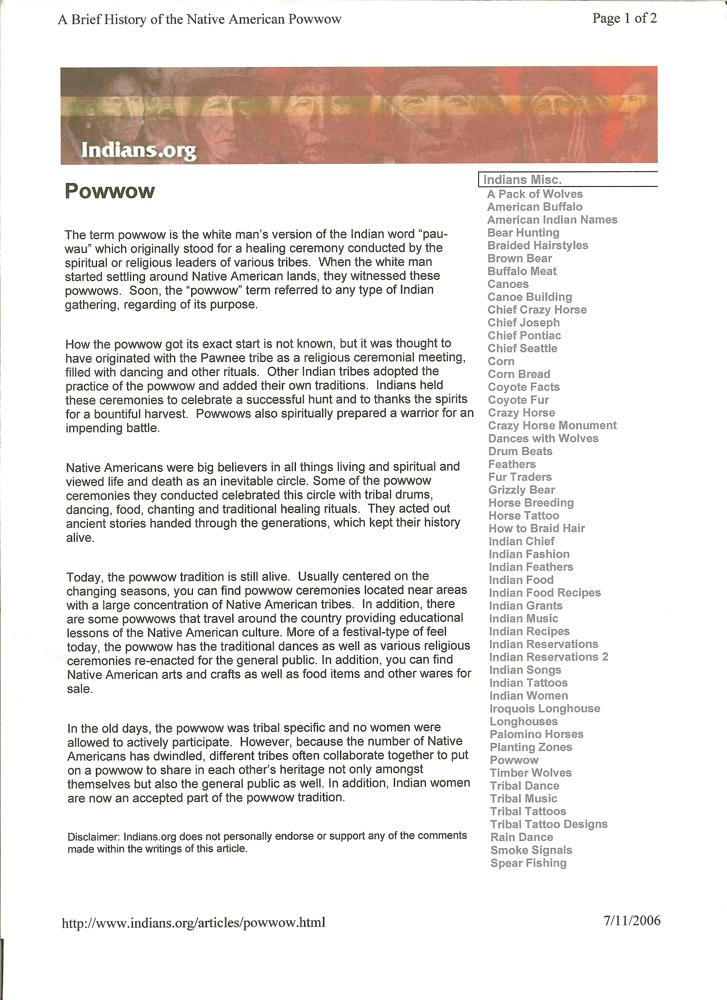 A Brief History of the Native American Powwow
Page 1 of 2
Indians.org
Powwow
The term powwow is the white man's version of the Indian word “pau-
wau” which originally stood for a healing ceremony conducted by the
spiritual or religious leaders of various tribes.  When the white man
started settling around Native American lands, they witnessed these
powwows.  Soon, the “powwow” term referred to any type of Indian
gathering, regarding of its purpose.
How the powwow got its exact start is not known, but it was thought to
have originated with the Pawnee tribe as a religious ceremonial meeting,
filled with dancing and other rituals.  Other Indian tribes adopted the
practice of the powwow and added their own traditions.  Indians held
these ceremonies to celebrate a successful hunt and to thanks the spirits
for a bountiful harvest.  Powwows also spiritually prepared a warrior for an
impending battle.
Native Americans were big believers in all things living and spiritual and
viewed life and death as an inevitable circle. Some of the powwow
ceremonies they conducted celebrated this circle with tribal drums,
dancing, food, chanting and traditional healing rituals.  They acted out
ancient stories handed through the generations, which kept their history
alive.
Today, the powwow tradition is still alive.  Usually centered on the
changing seasons, you can find powwow ceremonies located near areas
with a large concentration of Native American tribes.  In addition, there
are some powwows that travel around the country providing educational
lessons of the Native American culture. More of a festival-type of feel
today, the powwow has the traditional dances as well as various religious
ceremonies re-enacted for the general public. In addition, you can find
Native American arts and crafts as well as food items and other wares for
sale.
In the old days, the powwow was tribal specific and no women were
allowed to actively participate.  However, because the number of Native
Americans has dwindled, different tribes often collaborate together to put
on a powwow to share in each other's heritage not only amongst
themselves but also the general public as well. In addition, Indian women
are now an accepted part of the powwow tradition.
Disclaimer: Indians.org does not personally endorse or support any of the comments
made within the writings of this article.
Indians Misc.
A Pack of Wolves
American Buffalo
American Indian Names
Bear Hunting
Braided Hairstyles
Brown Bear
Buffalo Meat
Canoes
Canoe Building
Chief Crazy Horse
Chief Joseph
Chief Pontiac
Chief Seattle
Corn
Corn Bread
Coyote Facts
Coyote Fur
Crazy Horse
Crazy Horse Monument
Dances with Wolves
Drum Beats
Feathers
Fur Traders
Grizzly Bear
Horse Breeding
Horse Tattoo
How to Braid Hair
Indian Chief
Indian Fashion
Indian Feathers
Indian Food
Indian Food Recipes
Indian Grants
Indian Music
Indian Recipes
Indian Reservations
Indian Reservations 2
Indian Songs
Indian Tattoos
Indian Women
Iroquois Longhouse
Longhouses
Palomino Horses
Planting Zones
Powwow
Timber Wolves
Tribal Dance
Tribal Music
Tribal Tattoos
Tribal Tattoo Designs
Rain Dance
Smoke Signals
Spear Fishing
http://www.indians.org/articles/powwow.html
7/11/2006